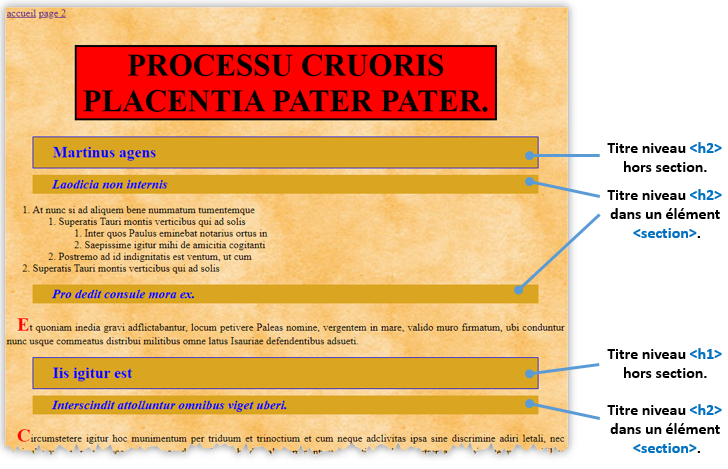 accueil page 2
PROCESSU CRUORIS
PLACENTIA PATER PATER.
Martinus agens
Laodicia non internis
1. At nunc si ad aliquem bene nummatum tumentemque
1. Superatis Tauri montis verticibus qui ad solis
1. Inter quos Paulus eminebat notarius ortus in
2. Saepissime igitur mihi de amicitia cogitanti
2. Postremo ad id indignitatis est ventum, ut cum
2. Superatis Tauri montis verticibus qui ad solis
Pro dedit consule mora ex.
Et quoniam inedia gravi adflictabantur, locum petivere Paleas nomine, vergentem in mare, valido muro firmatum, ubi conduntur
nunc usque commeatus distribui militibus omne latus Isauriae defendentibus adsueti.
Iis igitur est
Interscindit attolluntur omnibus viget uberi.
Circumstetere igitur hoc munimentum per triduum et trinoctium et cum neque adclivitas ipsa sine discrimine adiri letali, nec
Titre niveau <h2>
hors section.
Titre niveau <h2>
dans un élément
<section>.
Titre niveau <h1>
hors section.
Titre niveau <h2>
dans un élément
<section>.